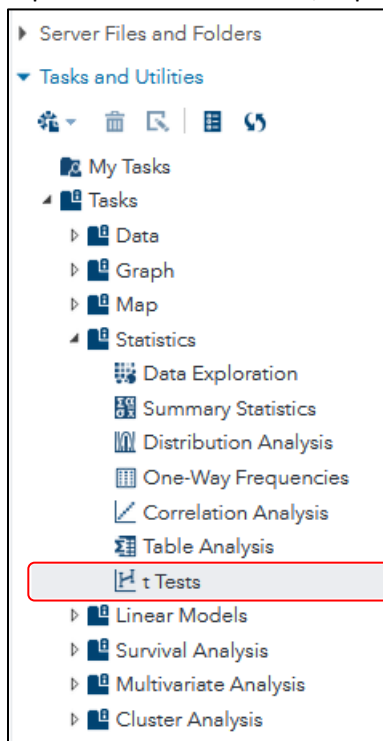 Server Files and Folders
Tasks and Utilities
My Tasks
Tasks
Data
Graph
Map
Statistics
Data Exploration
Summary Statistics
Distribution Analysis
One-Way Frequencies
Correlation Analysis
Table Analysis
t Tests
Linear Models
Survival Analysis
Multivariate Analysis
Cluster Analysis